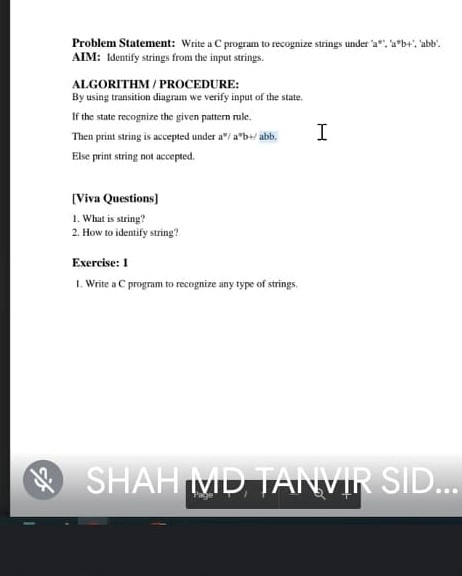 Problem Statement: Write a C program to recognize strings under 'a*', 'a*b+', 'abb'.
AIM: Identify strings from the input strings.
ALGORITHM / PROCEDURE:
By using transition diagram we verify input of the state.
If the state recognize the given pattern rule.
Then print string is accepted under a*/ a*b+/ abb.
Else print string not accepted.
[Viva Questions]
1. What is string?
2. How to identify string?
Exercise: 1
1. Write a C program to recognize any type of strings.
SHAH MD TANVIR SID...
Page / 1